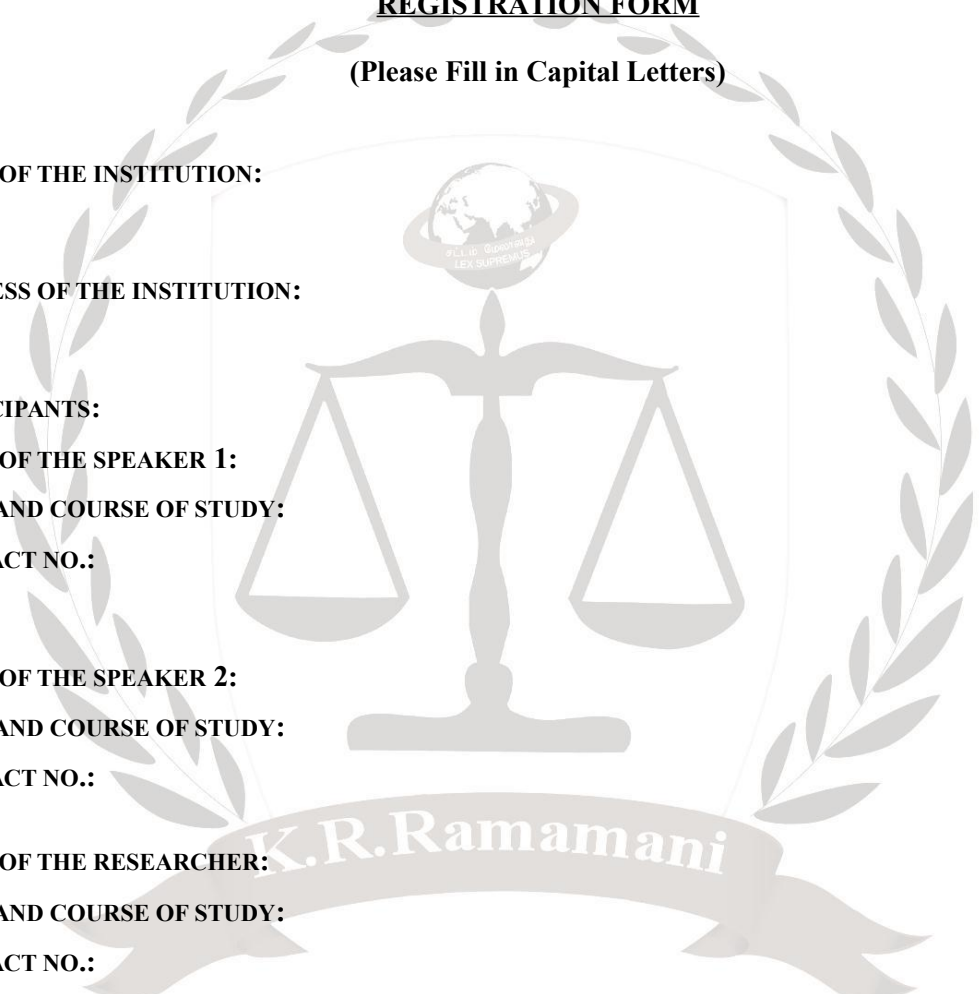 REGISTRATION FORM
(Please Fill in Capital Letters)
OF THE INSTITUTION:
LEX SUPREMUS
ESS OF THE INSTITUTION:
CIPANTS:
OF THE SPEAKER 1:
AND COURSE OF STUDY:
ACT NO.:
OF THE SPEAKER 2:
AND COURSE OF STUDY:
ACT NO.:
K.R.Ramamani
OF THE RESEARCHER:
AND COURSE OF STUDY:
ACT NO.: